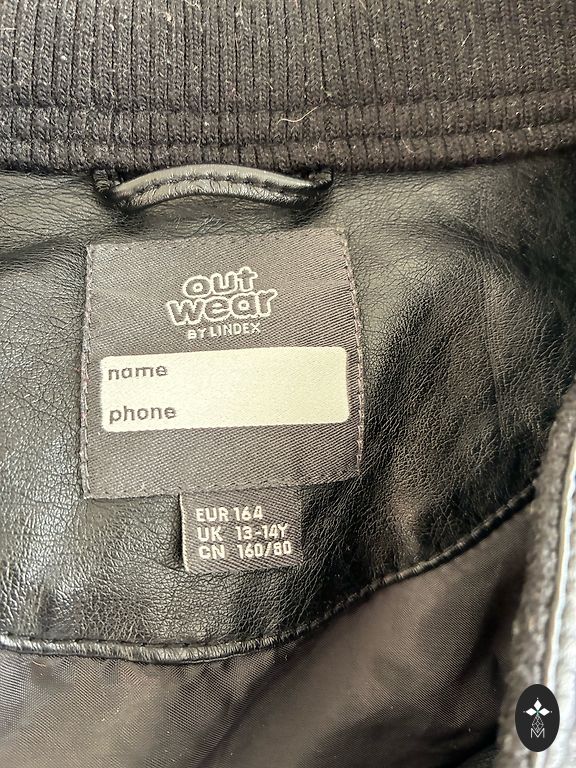 out
wear
BY LINDEX
name
phone
EUR 164
UK 13-14Y
CN 160/80
M